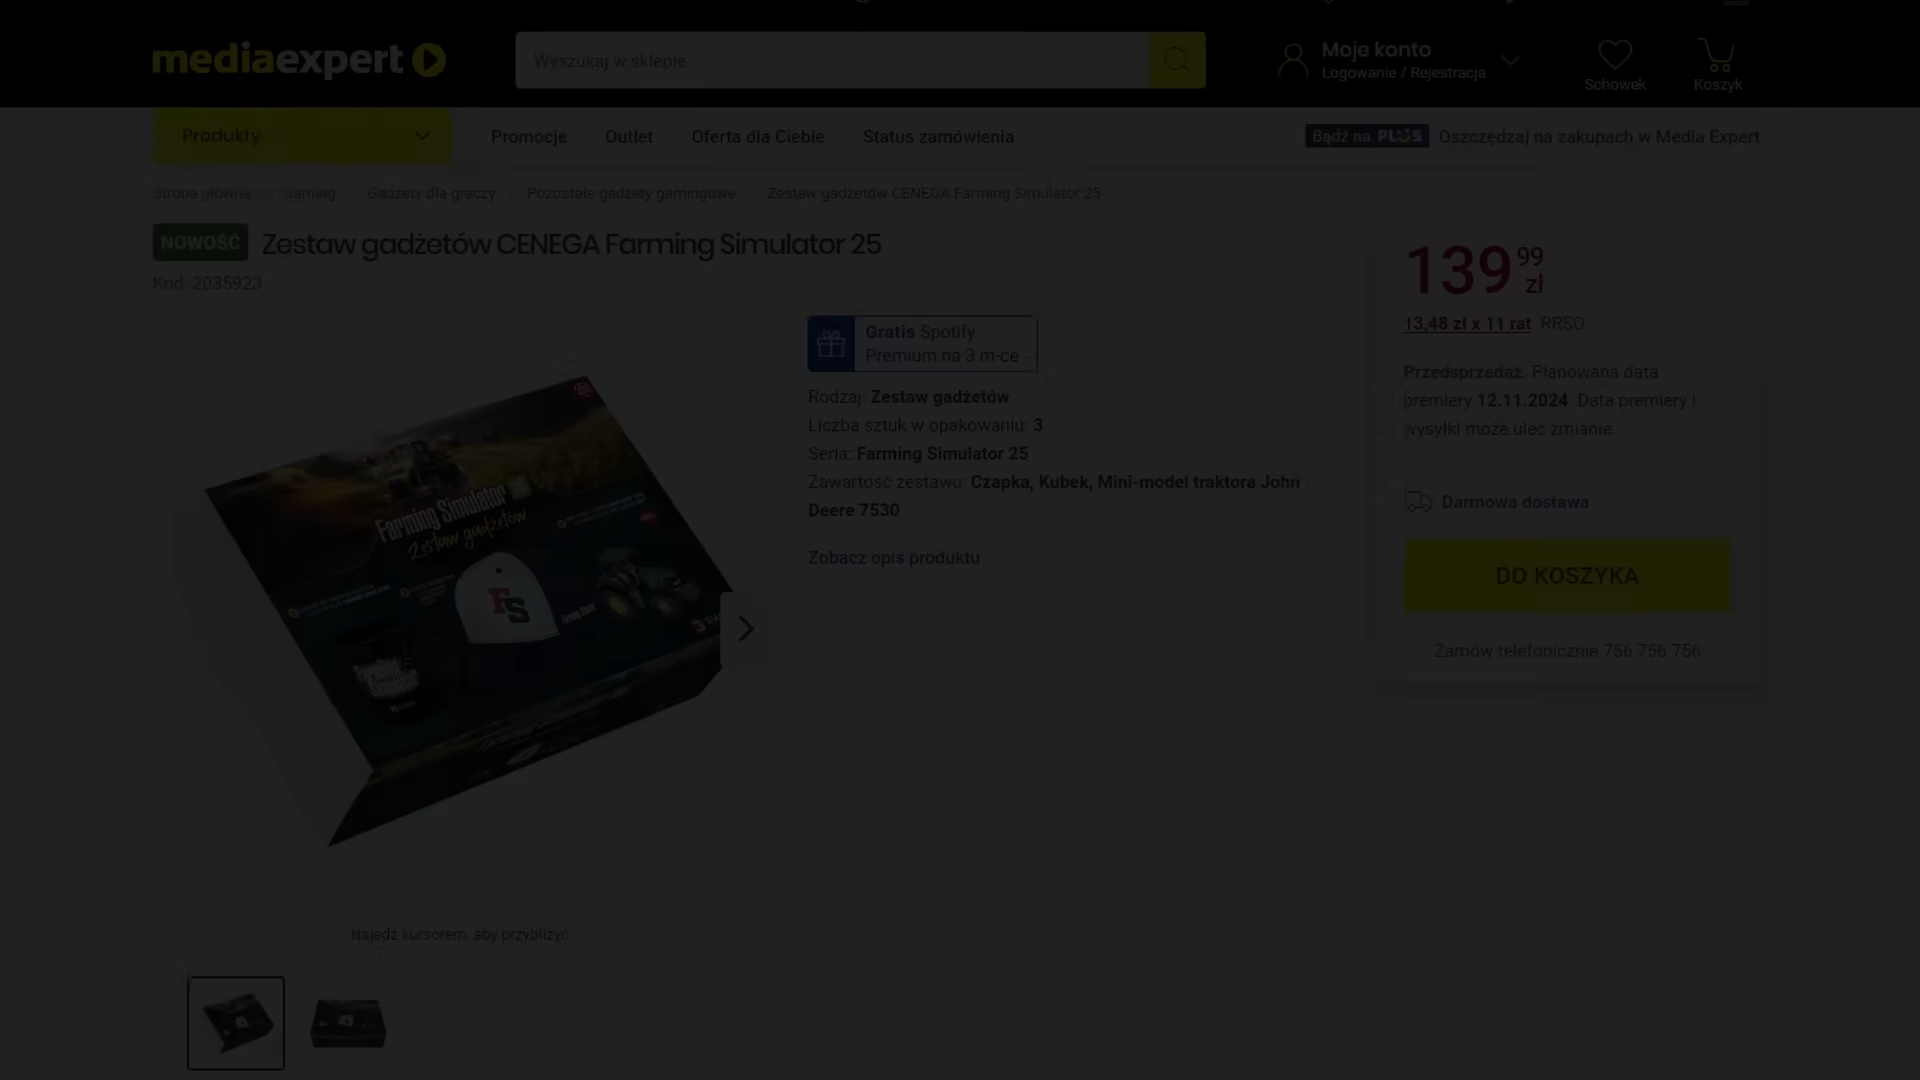 mediaexpert
Wyszukaj w sklepie
Moje konto
Logowanie / Rejestracja
Schowek
Koszyk
Produkty
Promocje
Outlet
Oferta dla Ciebie
Status zamówienia
Bądź na PLUS
Oszczędzaj na zakupach w Media Expert
Strona główna
Gaming
Gadżety dla graczy
Pozostałe gadżety gamingowe
Zestaw gadżetów CENEGA Farming Simulator 25
NOWOŚĆ
Zestaw gadżetów CENEGA Farming Simulator 25
Kod: 2035923
139 99 zł
13,48 zł x 11 rat RRSO
Gratis Spotify
Premium na 3 m-ce
Przedsprzedaż. Planowana data
premiery 12.11.2024. Data premiery i
wysyłki może ulec zmianie.
Rodzaj: Zestaw gadżetów
Liczba sztuk w opakowaniu: 3
Seria: Farming Simulator 25
Zawartość zestawu: Czapka, Kubek, Mini-model traktora John
Deere 7530
Zobacz opis produktu
Darmowa dostawa
DO KOSZYKA
Zamów telefonicznie 756 756 756
Farming Simulator
Zestaw gadżetów
FS
Najedź kursorem, aby przybliżyć